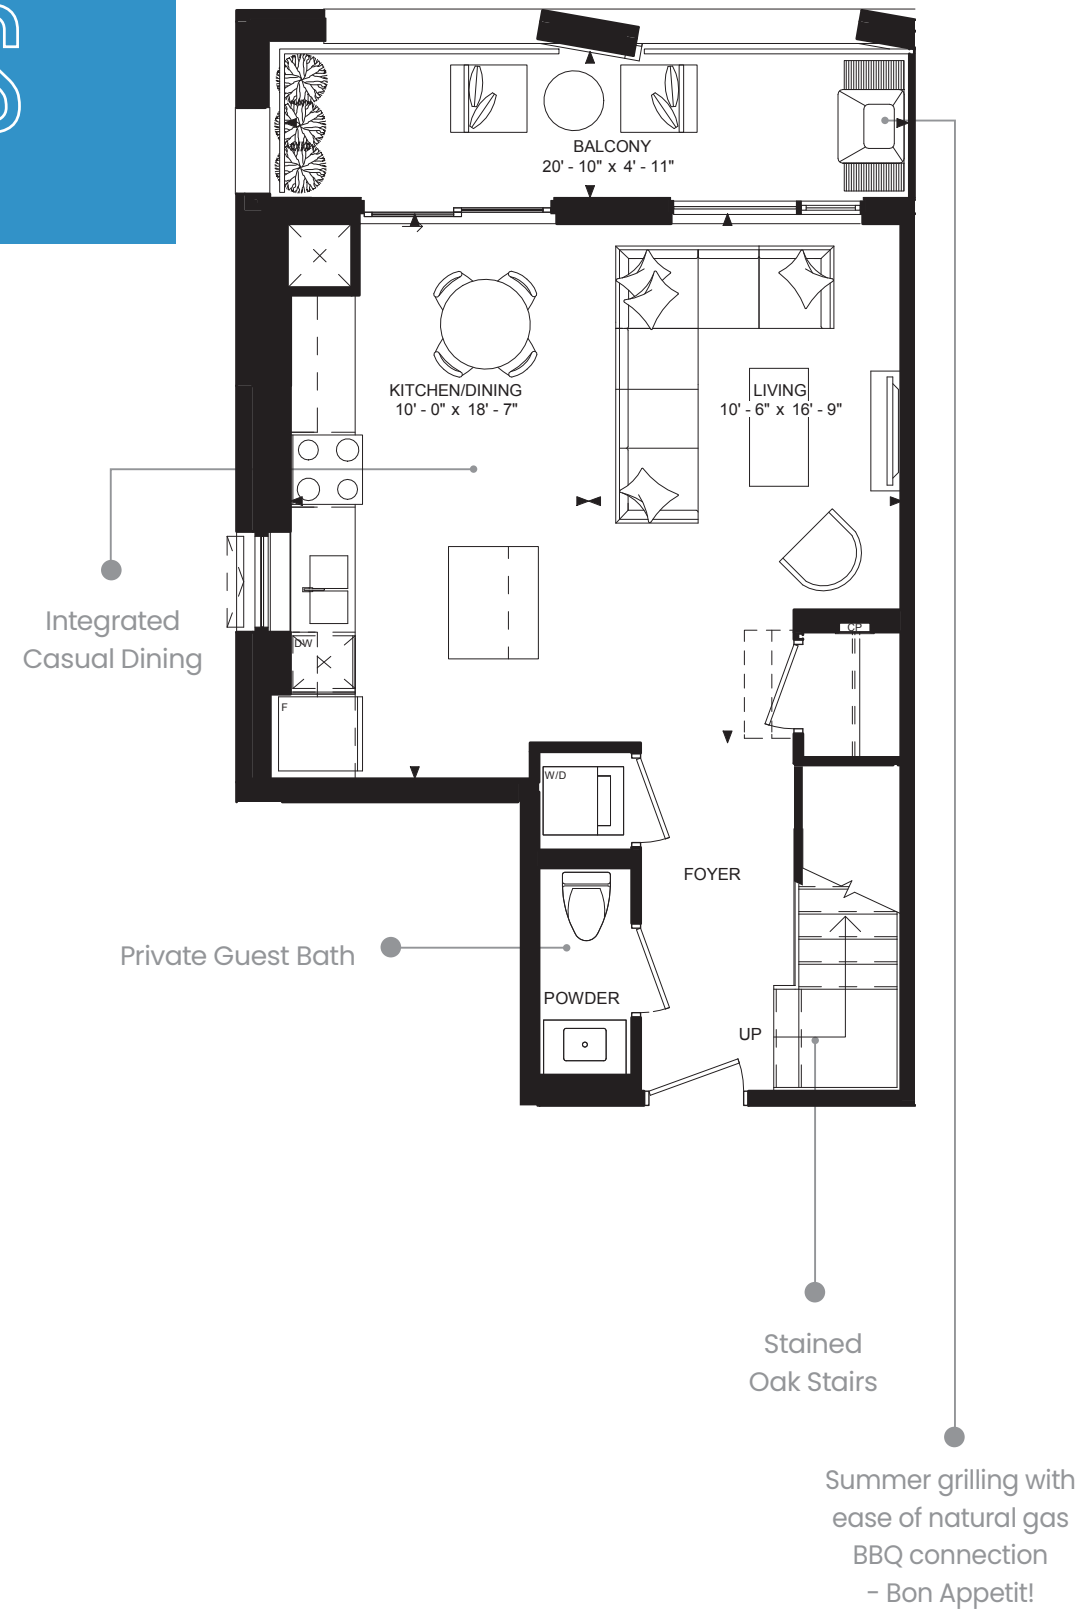 BALCONY
20' - 10" x 4' - 11"
KITCHEN/DINING
10' - 0" x 18' - 7"
LIVING
10' - 6" x 16' - 9"
Integrated
Casual Dining
DW
CP
F
W/D
FOYER
Private Guest Bath
POWDER
UP
Stained
Oak Stairs
Summer grilling with
ease of natural gas
BBQ connection
- Bon Appetit!